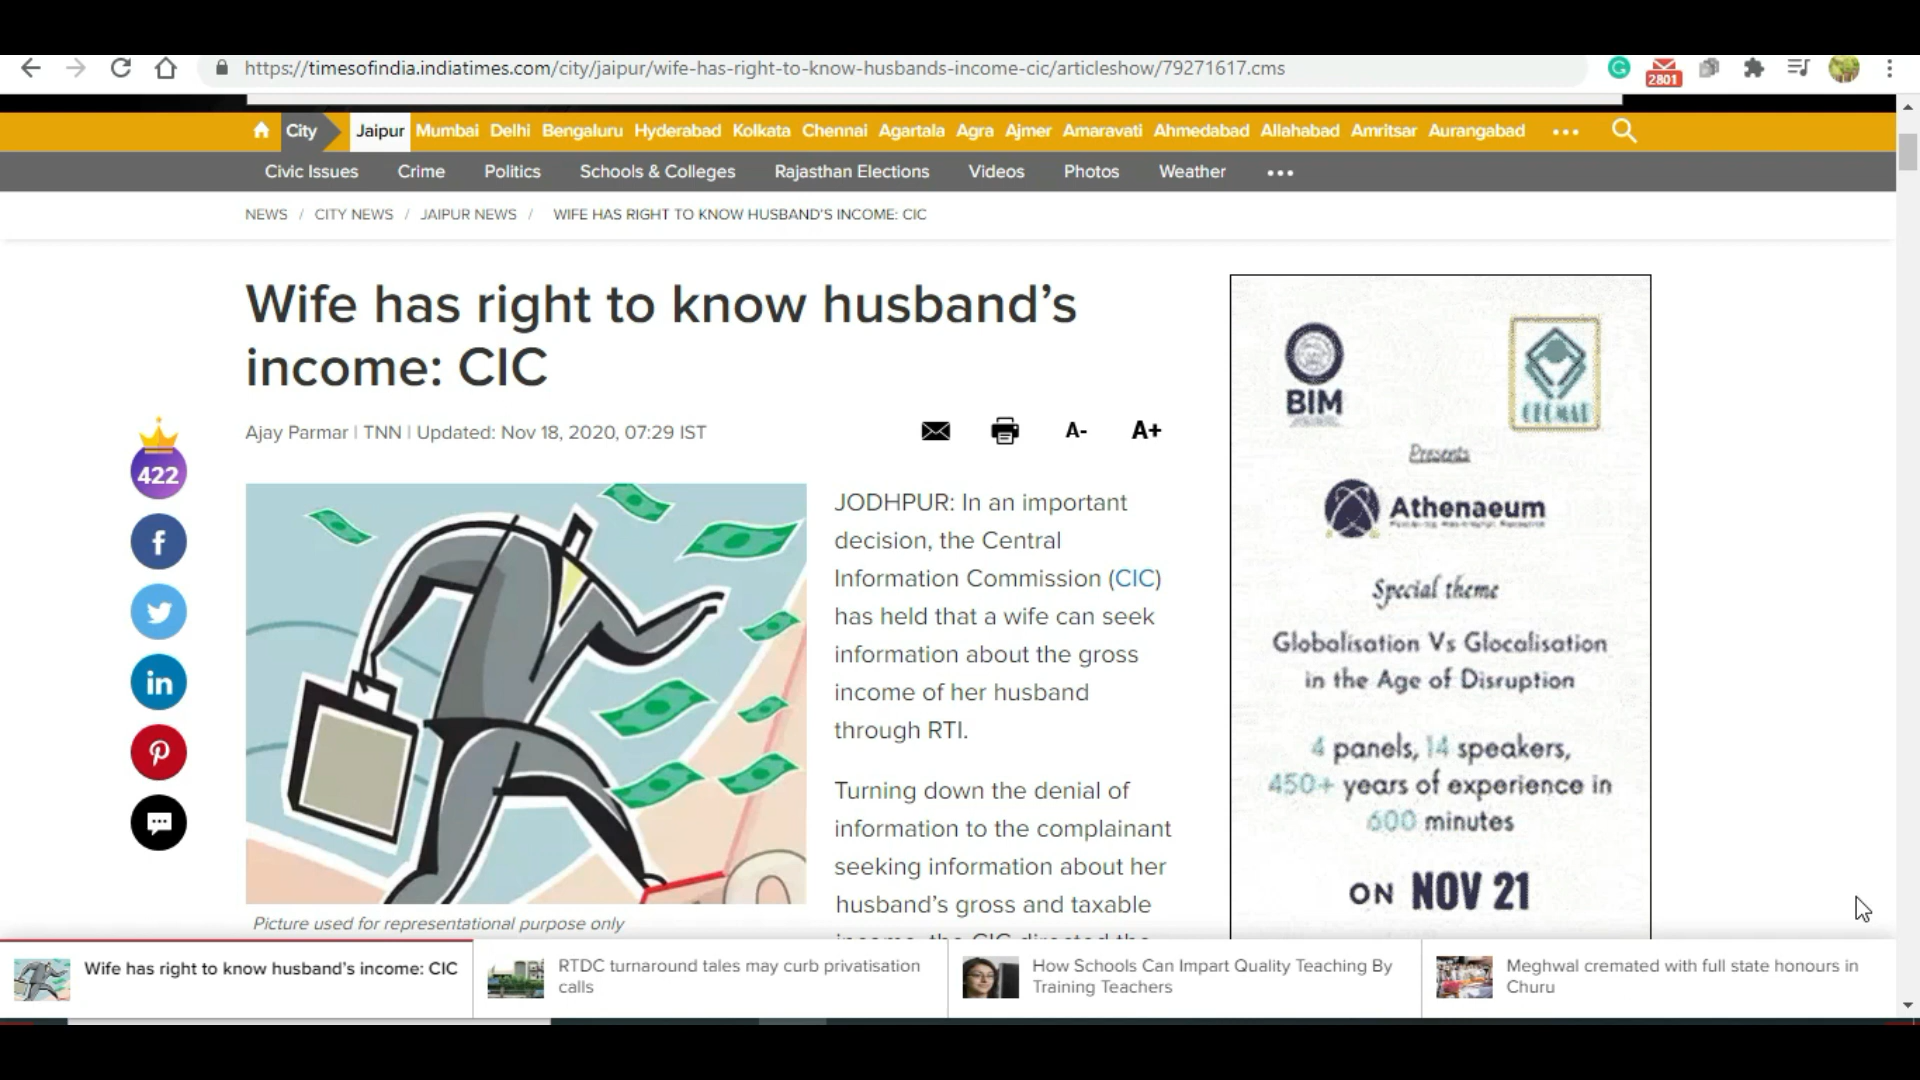 https://timesofindia.indiatimes.com/city/jaipur/wife-has-right-to-know-husbands-income-cic/articleshow/79271617.cms
2801
City Jaipur Mumbai Delhi Bengaluru Hyderabad Kolkata Chennai Agartala Agra Ajmer Amaravati Ahmedabad Allahabad Amritsar Aurangabad
Civic Issues Crime Politics Schools & Colleges Rajasthan Elections Videos Photos Weather
NEWS / CITY NEWS / JAIPUR NEWS / WIFE HAS RIGHT TO KNOW HUSBAND'S INCOME: CIC
Wife has right to know husband's
income: CIC
Ajay Parmar | TNN | Updated: Nov 18, 2020, 07:29 IST
A- A+
422
f
in
JODHPUR: In an important
decision, the Central
Information Commission (CIC)
has held that a wife can seek
information about the gross
income of her husband
through RTI.
Turning down the denial of
information to the complainant
seeking information about her
husband's gross and taxable
income, the CIC directed the
Picture used for representational purpose only
BIM
Presents
Athenaeum
Special theme
Globalisation Vs Glocalisation
in the Age of Disruption
4 panels, 14 speakers,
450+ years of experience in
600 minutes
ON NOV 21
Wife has right to know husband's income: CIC
RTDC turnaround tales may curb privatisation
calls
How Schools Can Impart Quality Teaching By
Training Teachers
Meghwal cremated with full state honours in
Churu